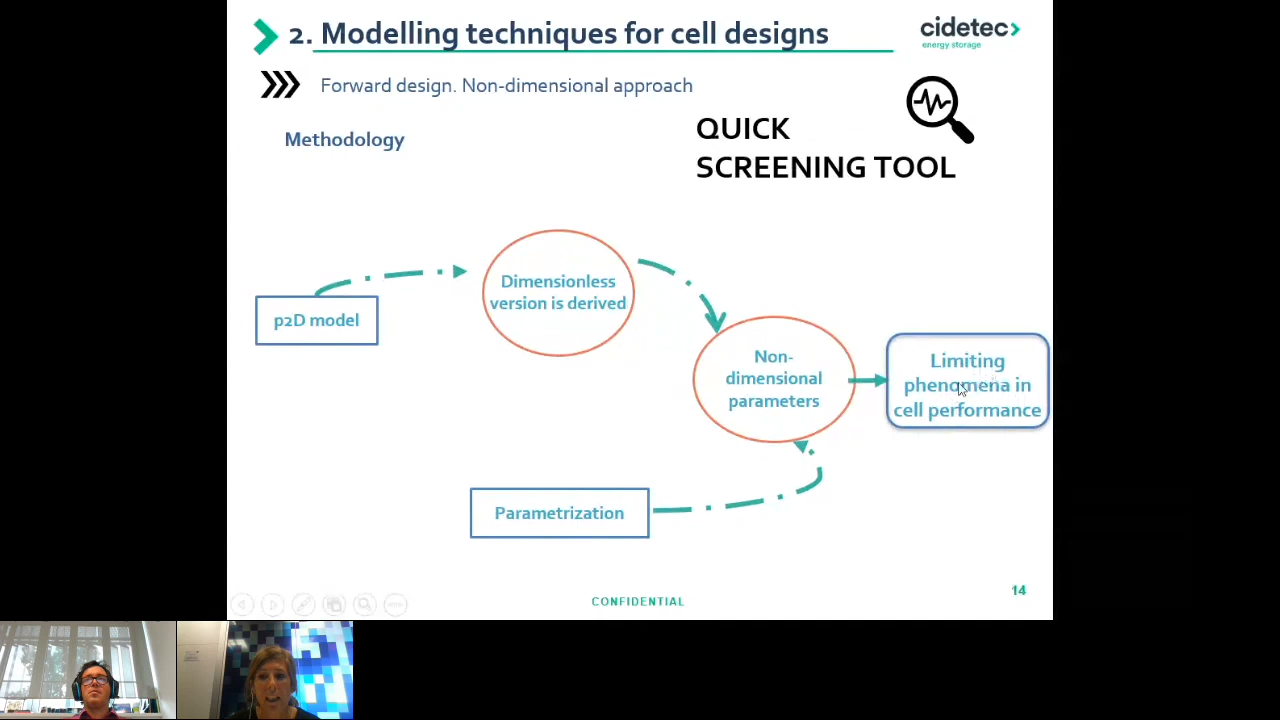 2. Modelling techniques for cell designs
cidetec
energy storage
Forward design. Non-dimensional approach
Methodology
QUICK
SCREENING TOOL
Dimensionless
version is derived
p2D model
Non-
dimensional
parameters
Limiting
phenomena in
cell performance
Parametrization
CONFIDENTIAL
14